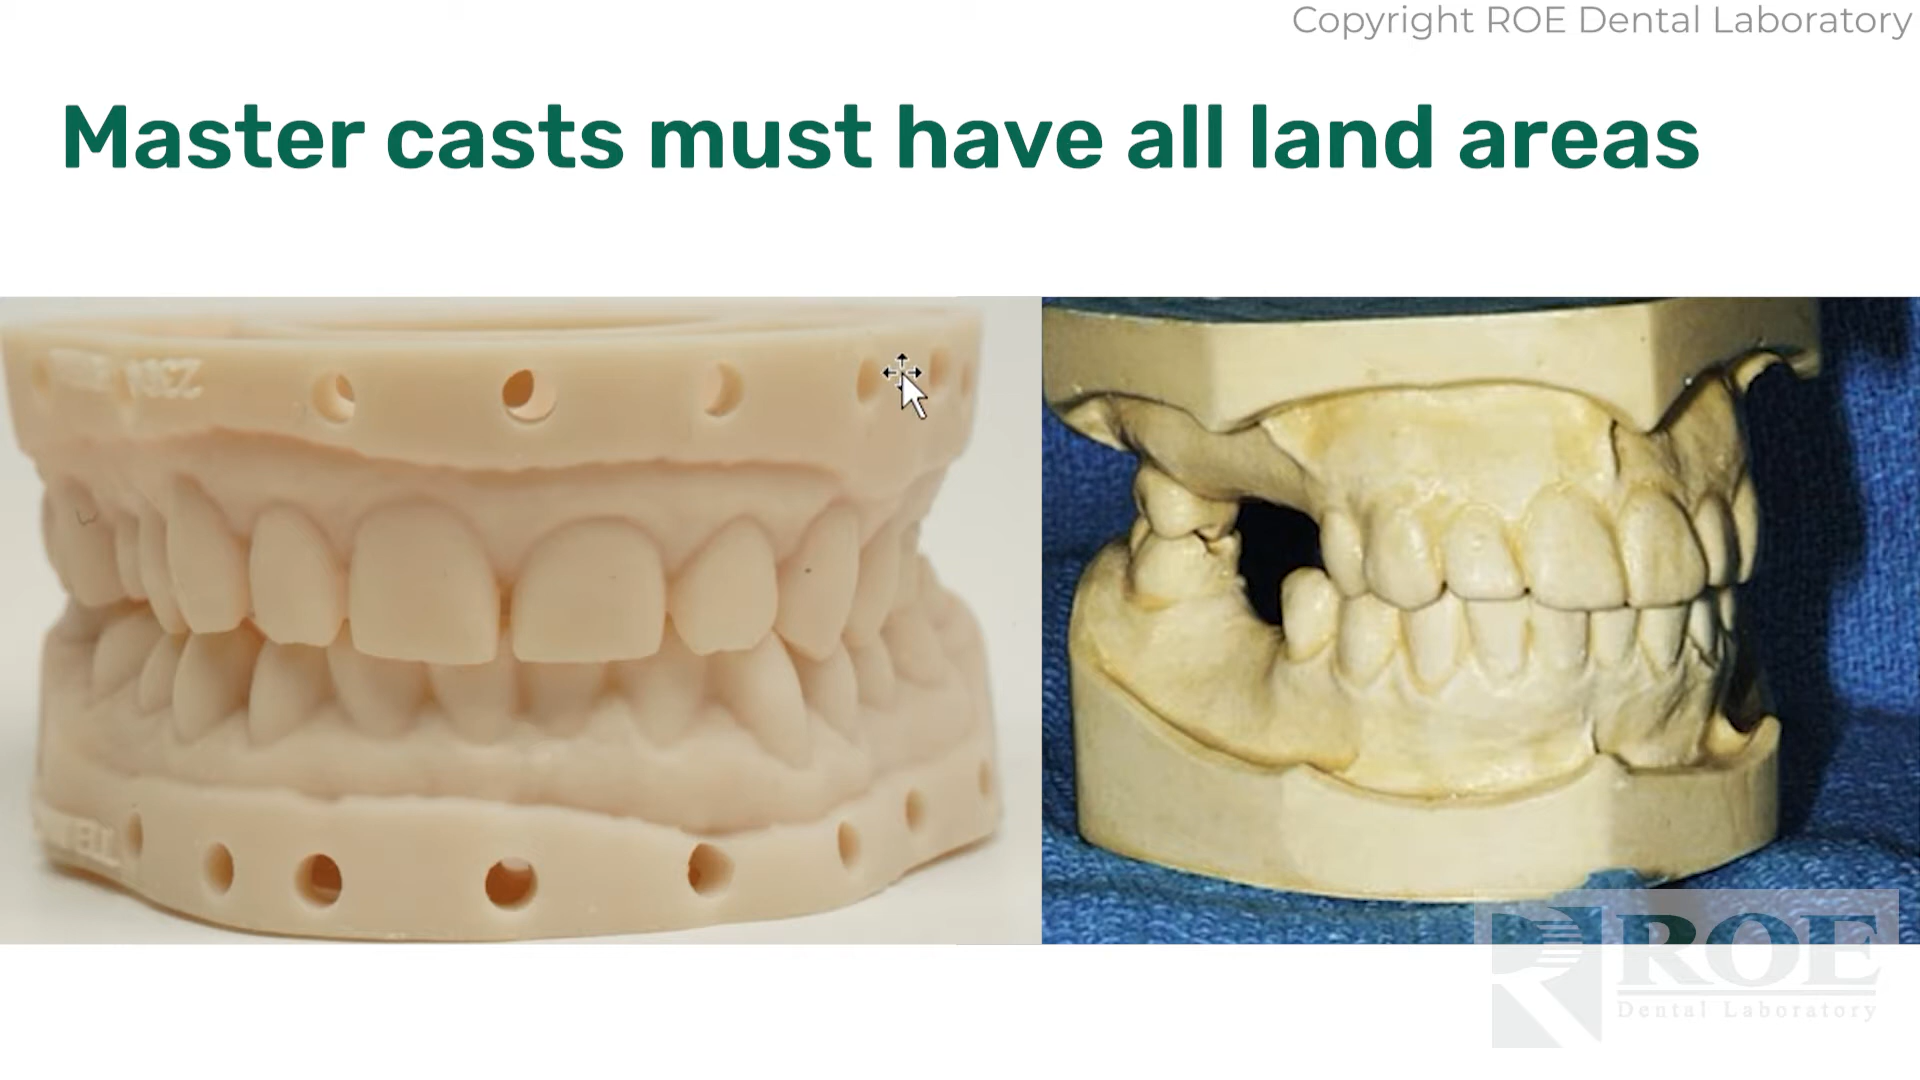 Copyright ROE Dental Laboratory
Master casts must have all land areas
ROE
Dental Laboratory